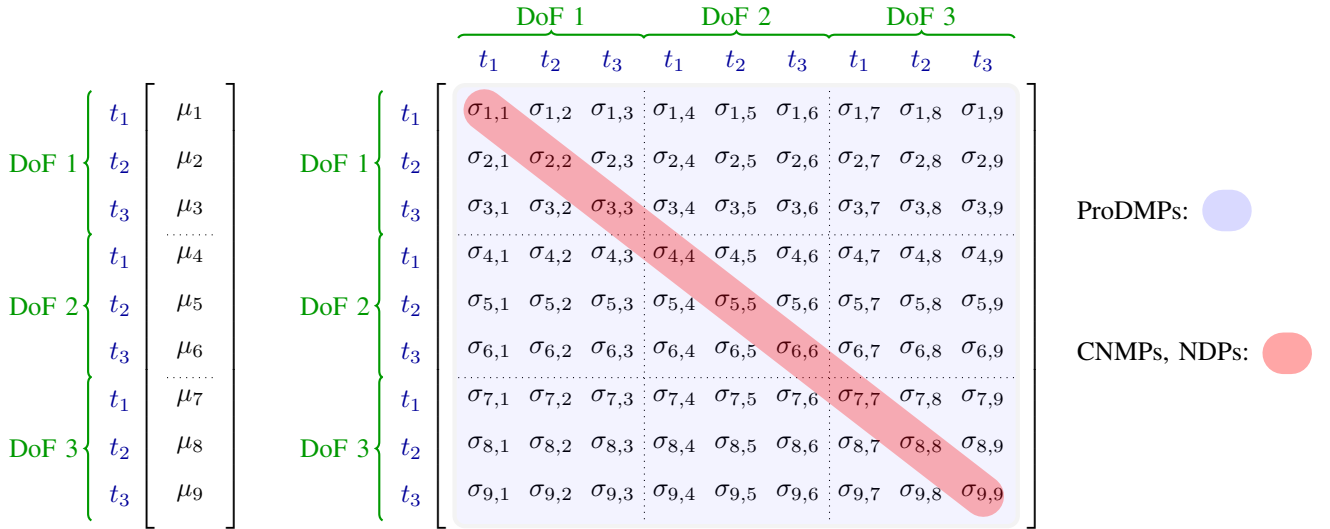 DoF 1 DoF 2 DoF 3
t₁ t₂ t₃ t₁ t₂ t₃ t₁ t₂ t₃
t₁ μ₁ t₁ σ₁,₁ σ₁,₂ σ₁,₃ σ₁,₄ σ₁,₅ σ₁,₆ σ₁,₇ σ₁,₈ σ₁,₉
DoF 1 t₂ μ₂ DoF 1 t₂ σ₂,₁ σ₂,₂ σ₂,₃ σ₂,₄ σ₂,₅ σ₂,₆ σ₂,₇ σ₂,₈ σ₂,₉
t₃ μ₃ t₃ σ₃,₁ σ₃,₂ σ₃,₃ σ₃,₄ σ₃,₅ σ₃,₆ σ₃,₇ σ₃,₈ σ₃,₉ ProDMPs:
t₁ μ₄ t₁ σ₄,₁ σ₄,₂ σ₄,₃ σ₄,₄ σ₄,₅ σ₄,₆ σ₄,₇ σ₄,₈ σ₄,₉
DoF 2 t₂ μ₅ DoF 2 t₂ σ₅,₁ σ₅,₂ σ₅,₃ σ₅,₄ σ₅,₅ σ₅,₆ σ₅,₇ σ₅,₈ σ₅,₉
t₃ μ₆ t₃ σ₆,₁ σ₆,₂ σ₆,₃ σ₆,₄ σ₆,₅ σ₆,₆ σ₆,₇ σ₆,₈ σ₆,₉ CNMPs, NDPs:
t₁ μ₇ t₁ σ₇,₁ σ₇,₂ σ₇,₃ σ₇,₄ σ₇,₅ σ₇,₆ σ₇,₇ σ₇,₈ σ₇,₉
DoF 3 t₂ μ₈ DoF 3 t₂ σ₈,₁ σ₈,₂ σ₈,₃ σ₈,₄ σ₈,₅ σ₈,₆ σ₈,₇ σ₈,₈ σ₈,₉
t₃ μ₉ t₃ σ₉,₁ σ₉,₂ σ₉,₃ σ₉,₄ σ₉,₅ σ₉,₆ σ₉,₇ σ₉,₈ σ₉,₉